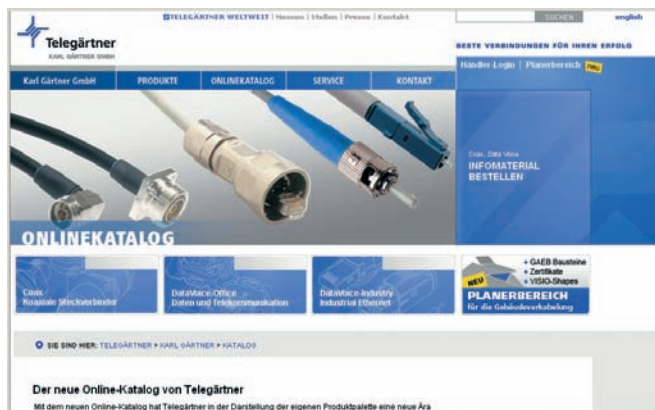 TELEGÄRTNER WELTWEIT | Messen | Stellen | Presse | Kontakt
SUCHEN
english
Telegärtner
KARL GÄRTNER GMBH
BESTE VERBINDUNGEN FÜR IHREN ERFOLG
Händler-Login | Planerbereich neu
Karl Gärtner GmbH
PRODUKTE
ONLINEKATALOG
SERVICE
KONTAKT
Coax, Data Voice
INFOMATERIAL
BESTELLEN
ONLINEKATALOG
Coax
Koaxiale Steckverbinder
DataVoice-Office
Daten und Telekommunikation
DataVoice-Industry
Industrial Ethernet
+ GAEB Bausteine
+ Zertifikate
+ VISIO-Shapes
NEU
PLANERBEREICH
für die Gebäudeverkabelung
SIE SIND HIER: TELEGÄRTNER ▸ KARL GÄRTNER ▸ KATALOG
Der neue Online-Katalog von Telegärtner
Mit dem neuen Online-Katalog hat Telegärtner in der Darstellung der eigenen Produktpalette eine neue Ära